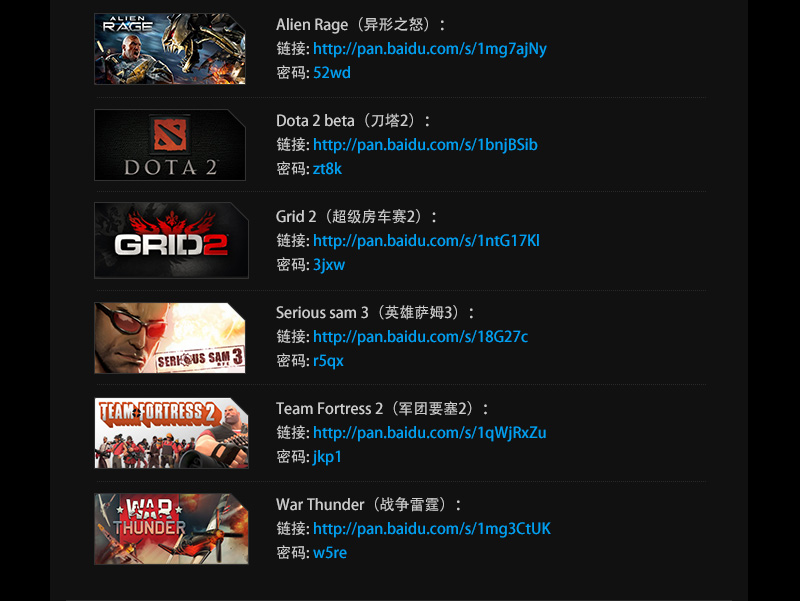 ALIEN
RAGE
Alien Rage（异形之怒）：
链接: http://pan.baidu.com/s/1mg7ajNy
密码: 52wd
DOTA 2
Dota 2 beta（刀塔2）：
链接: http://pan.baidu.com/s/1bnjBSib
密码: zt8k
GRID2
Grid 2（超级房车赛2）：
链接: http://pan.baidu.com/s/1ntG17Kl
密码: 3jxw
SERIOUS SAM 3
BFE
Serious sam 3（英雄萨姆3）：
链接: http://pan.baidu.com/s/18G27c
密码: r5qx
TEAM FORTRESS 2
Team Fortress 2（军团要塞2）：
链接: http://pan.baidu.com/s/1qWjRxZu
密码: jkp1
WAR
THUNDER
War Thunder（战争雷霆）：
链接: http://pan.baidu.com/s/1mg3CtUK
密码: w5re